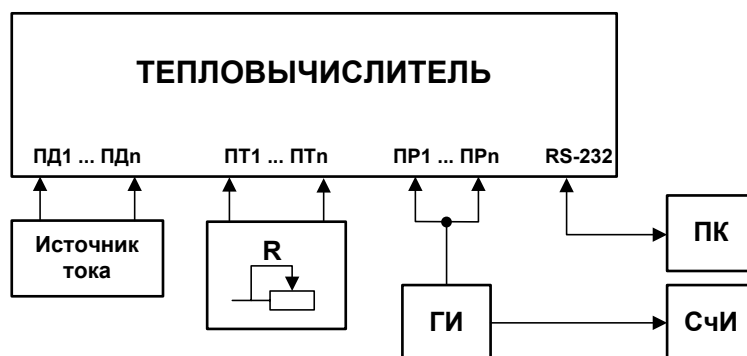 ТЕПЛОВЫЧИСЛИТЕЛЬ
ПД1 ... ПДn ПТ1 ... ПТn ПР1 ... ПРn RS-232
Источник
тока
R
ПК
ГИ
СчИ